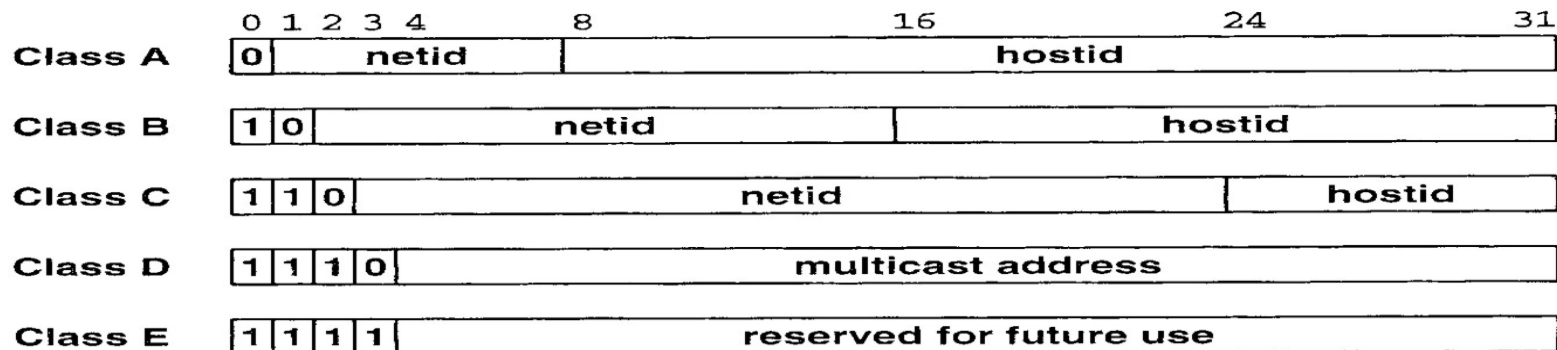 0 1 2 3 4 8 16 24 31
Class A 0 netid hostid
Class B 1 0 netid hostid
Class C 1 1 0 netid hostid
Class D 1 1 1 0 multicast address
Class E 1 1 1 1 reserved for future use